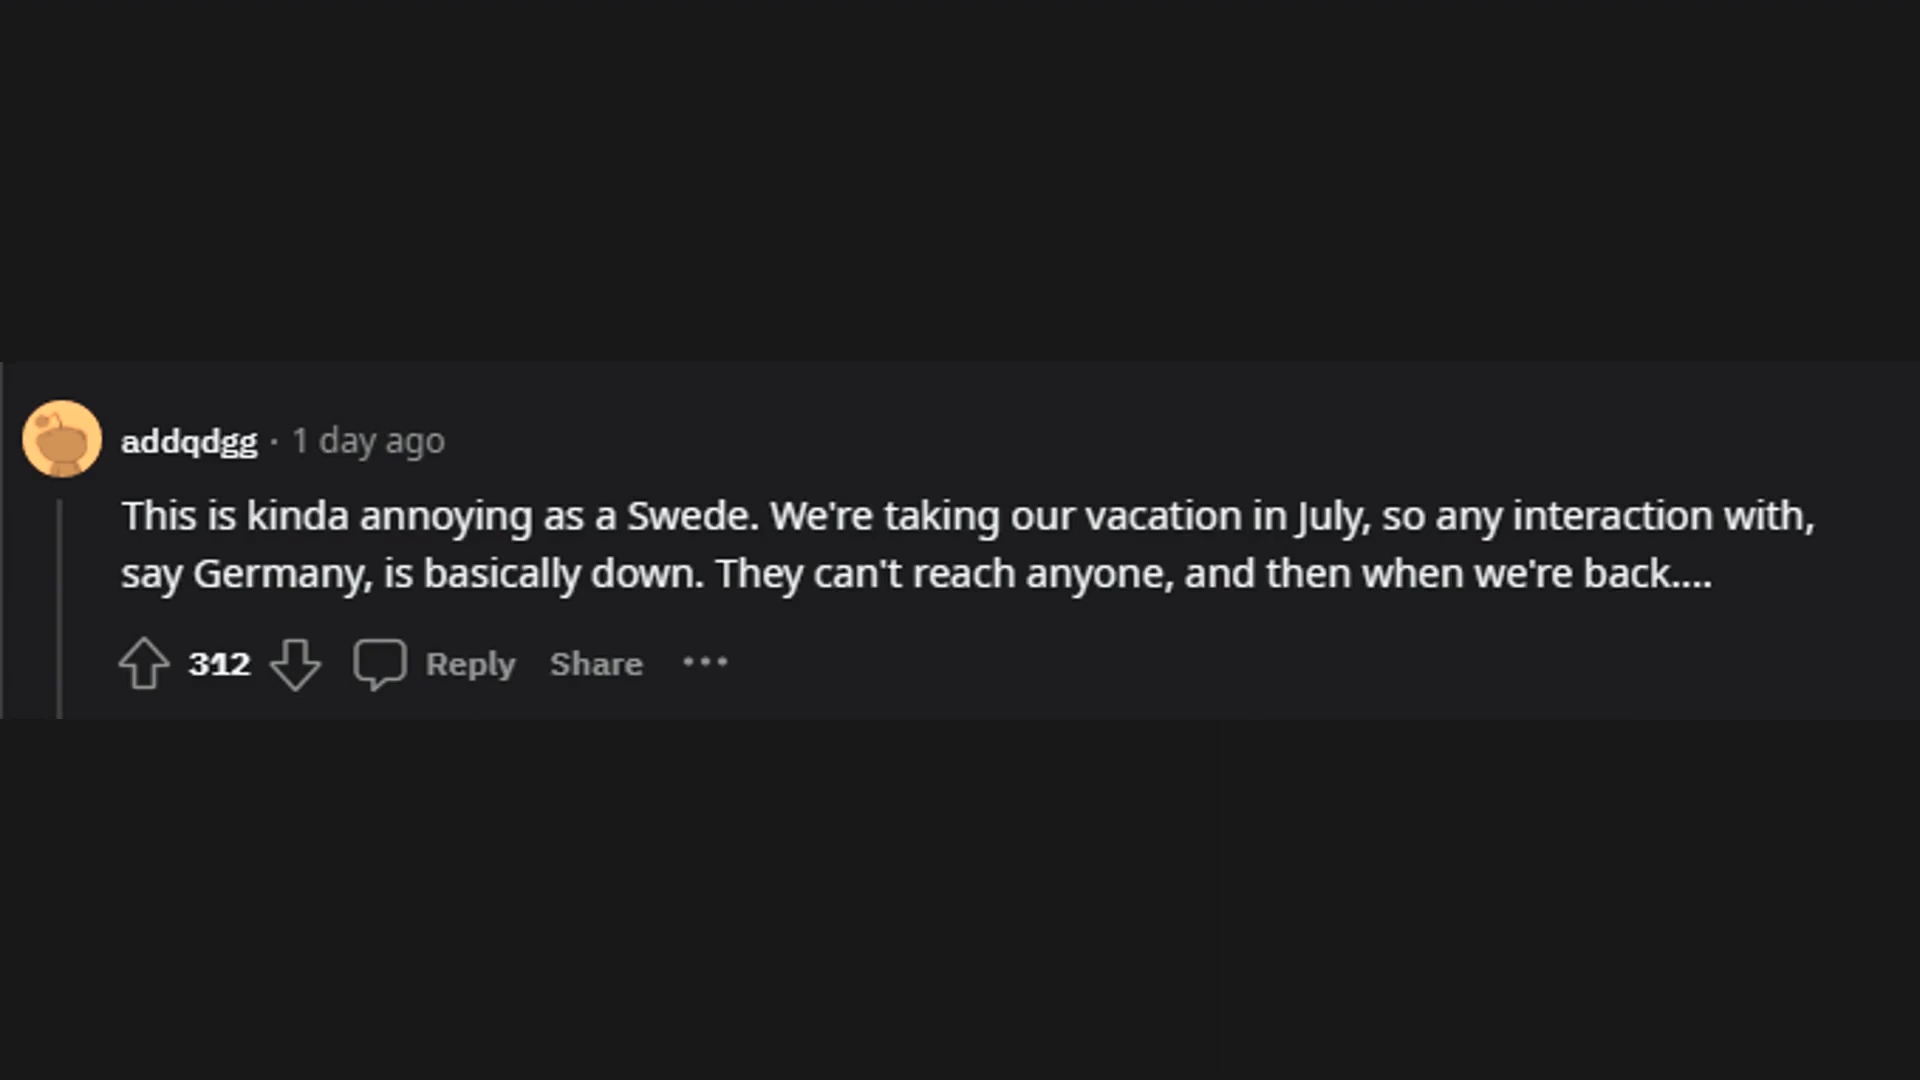 addqdgg · 1 day ago
This is kinda annoying as a Swede. We're taking our vacation in July, so any interaction with,
say Germany, is basically down. They can't reach anyone, and then when we're back....
312 Reply Share ...